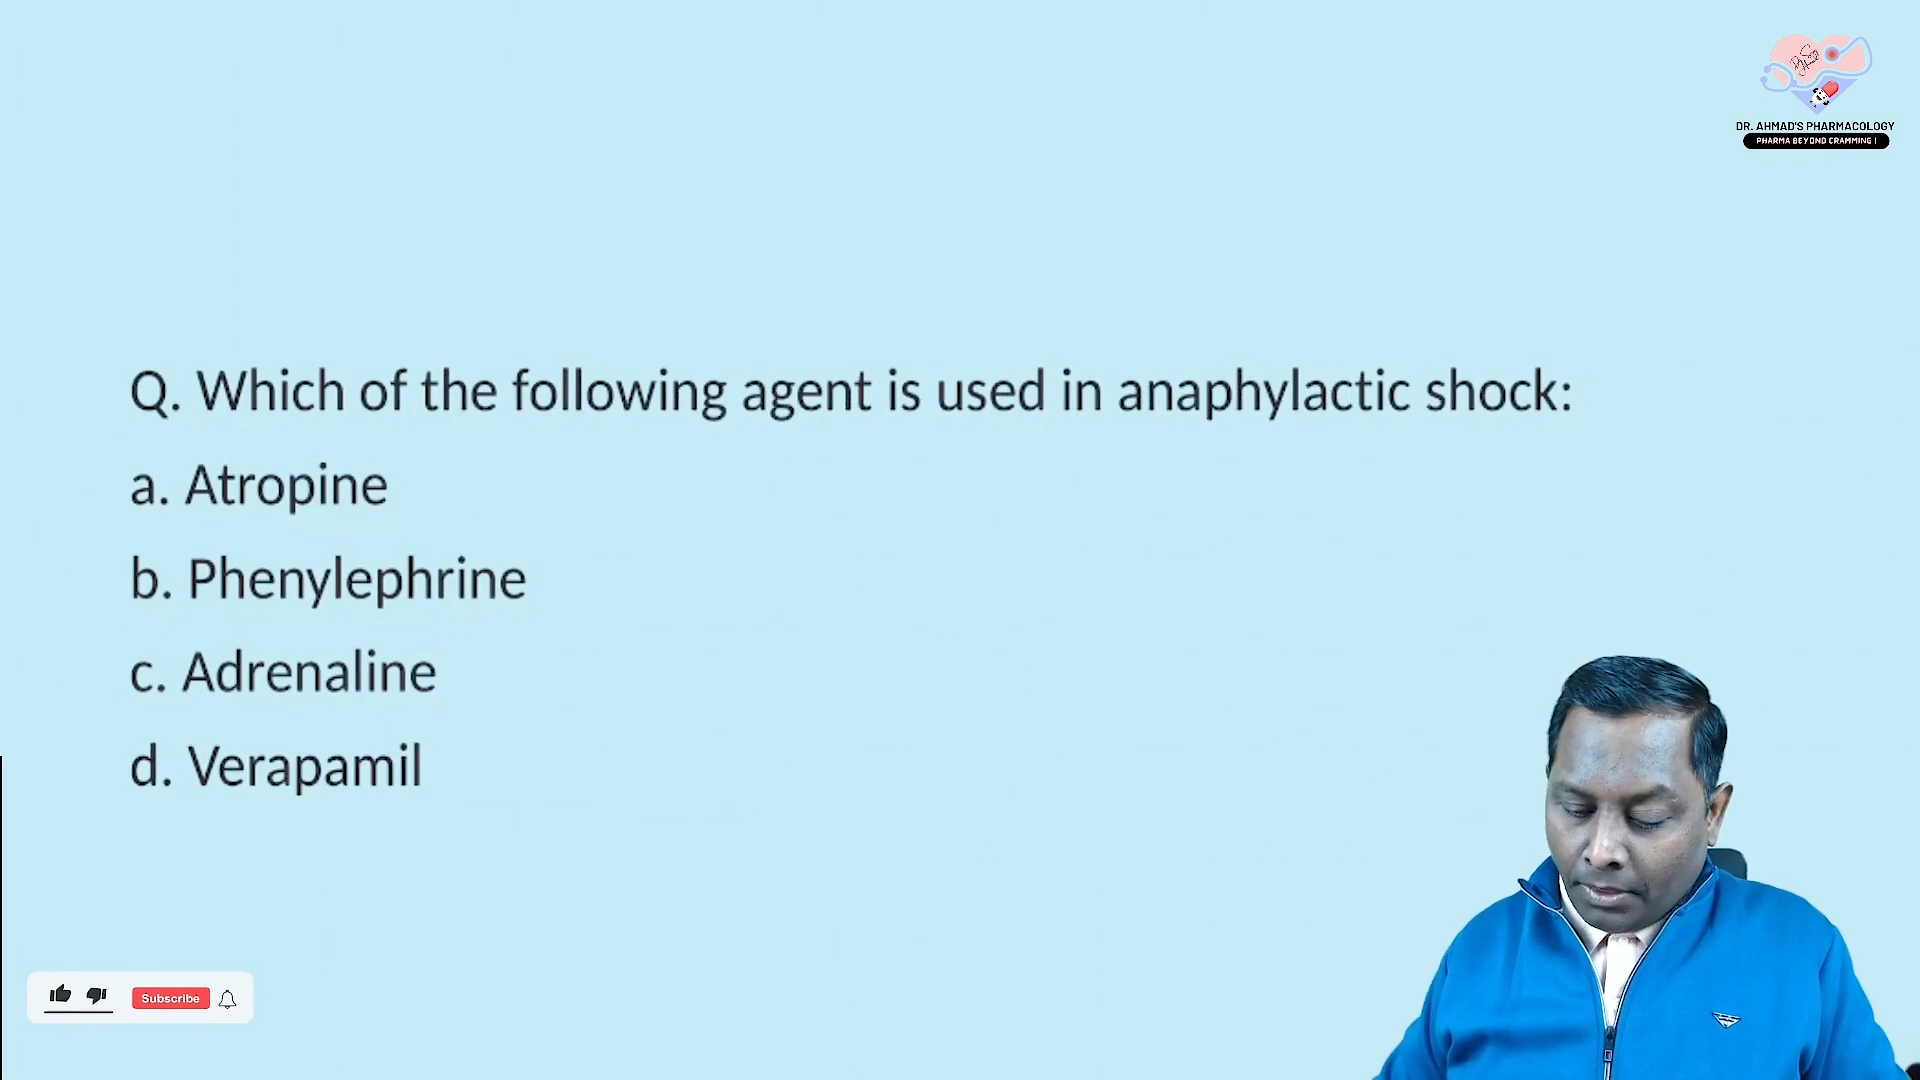 DR. AHMAD'S PHARMACOLOGY
PHARMA BEYOND CRAMMING !
Q. Which of the following agent is used in anaphylactic shock:
a. Atropine
b. Phenylephrine
c. Adrenaline
d. Verapamil
Subscribe